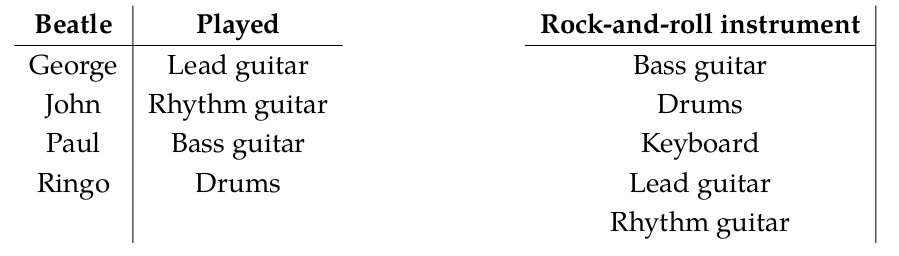 Beatle Played Rock-and-roll instrument
George Lead guitar Bass guitar
John Rhythm guitar Drums
Paul Bass guitar Keyboard
Ringo Drums Lead guitar
Rhythm guitar